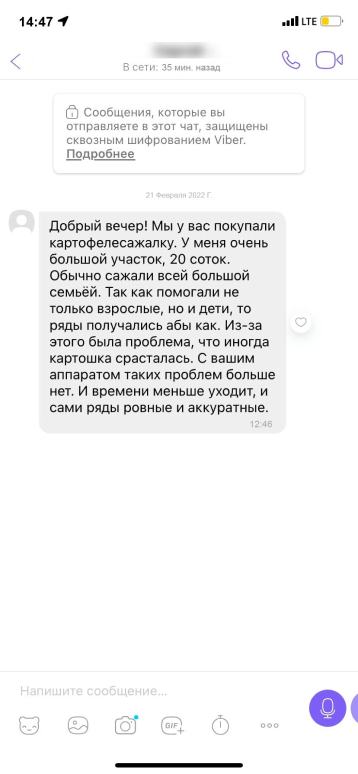 14:47
LTE
В сети: 35 мин. назад
Сообщения, которые вы
отправляете в этот чат, защищены
сквозным шифрованием Viber.
Подробнее
21 Февраля 2022 Г.
Добрый вечер! Мы у вас покупали
картофелесажалку. У меня очень
большой участок, 20 соток.
Обычно сажали всей большой
семьёй. Так как помогали не
только взрослые, но и дети, то
ряды получались абы как. Из-за
этого была проблема, что иногда
картошка срасталась. С вашим
аппаратом таких проблем больше
нет. И времени меньше уходит, и
сами ряды ровные и аккуратные.
12:46
Напишите сообщение...
GIF